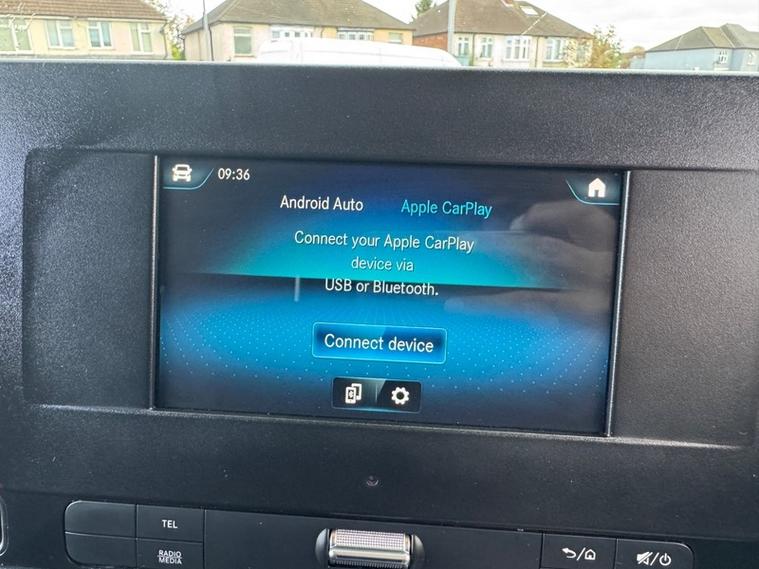 09:36
Android Auto Apple CarPlay
Connect your Apple CarPlay
device via
USB or Bluetooth.
Connect device
TEL
RADIO
MEDIA